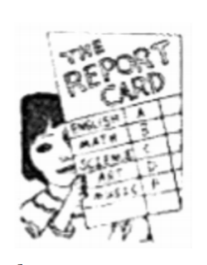 THE
REPORT
CARD
ENGLISH A
MATH B
SCIENCE C
ART D
MUSIC F